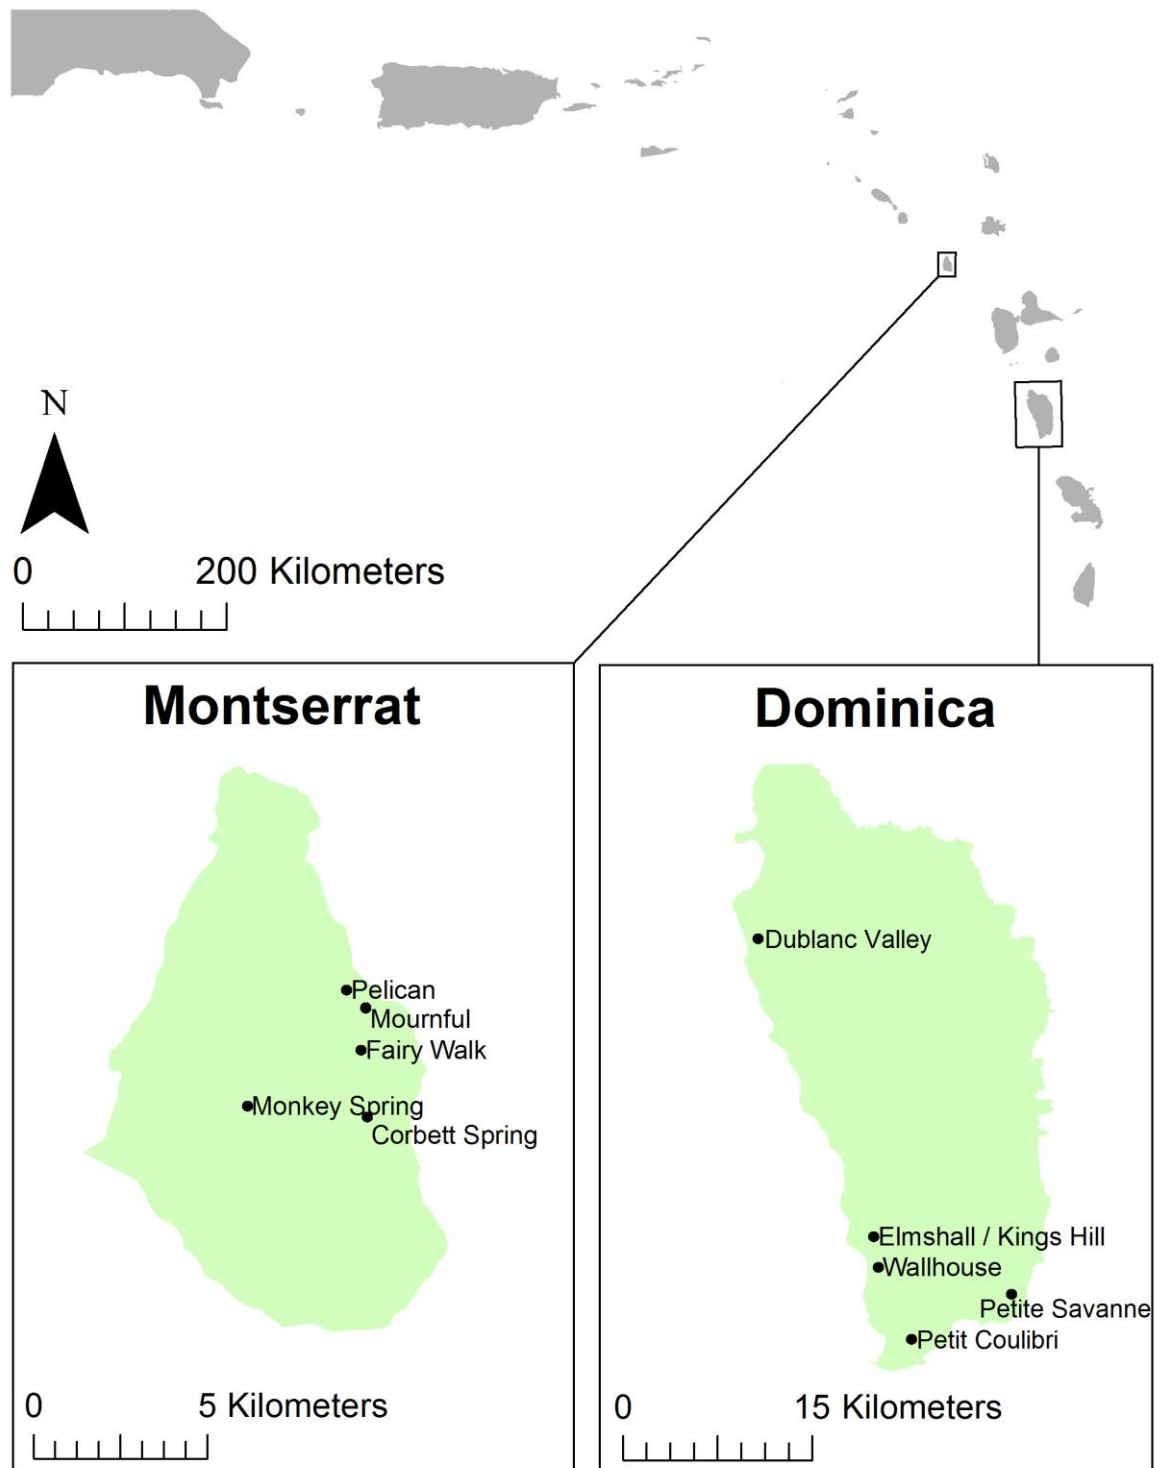 N
0 200 Kilometers
Montserrat
Pelican
Mournful
Fairy Walk
Monkey Spring
Corbett Spring
0 5 Kilometers
Dominica
Dublanc Valley
Elmshall / Kings Hill
Wallhouse
Petite Savanne
Petit Coulibri
0 15 Kilometers